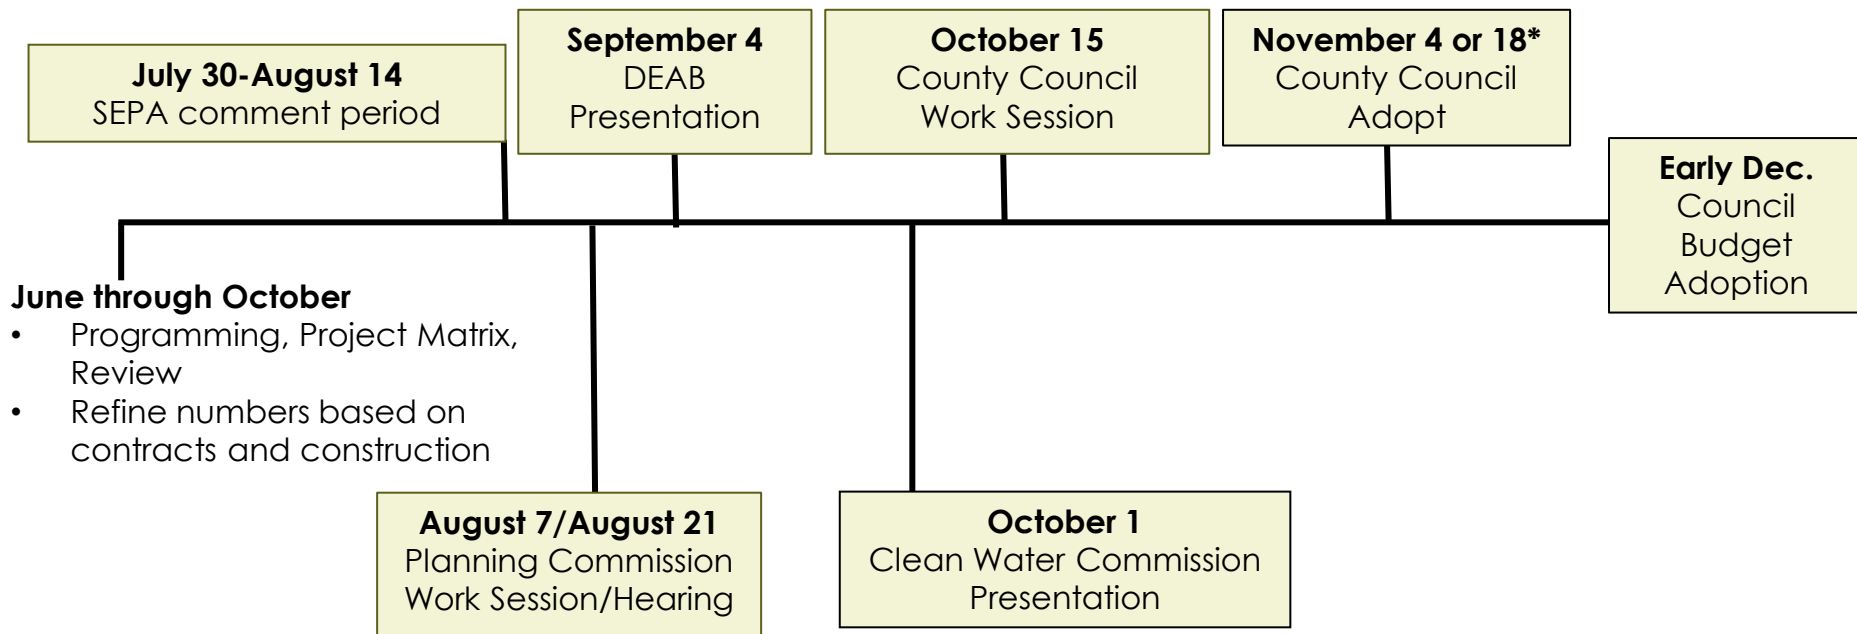 July 30-August 14
SEPA comment period
September 4
DEAB
Presentation
October 15
County Council
Work Session
November 4 or 18*
County Council
Adopt
Early Dec.
Council
Budget
Adoption
June through October
• Programming, Project Matrix,
Review
• Refine numbers based on
contracts and construction
August 7/August 21
Planning Commission
Work Session/Hearing
October 1
Clean Water Commission
Presentation